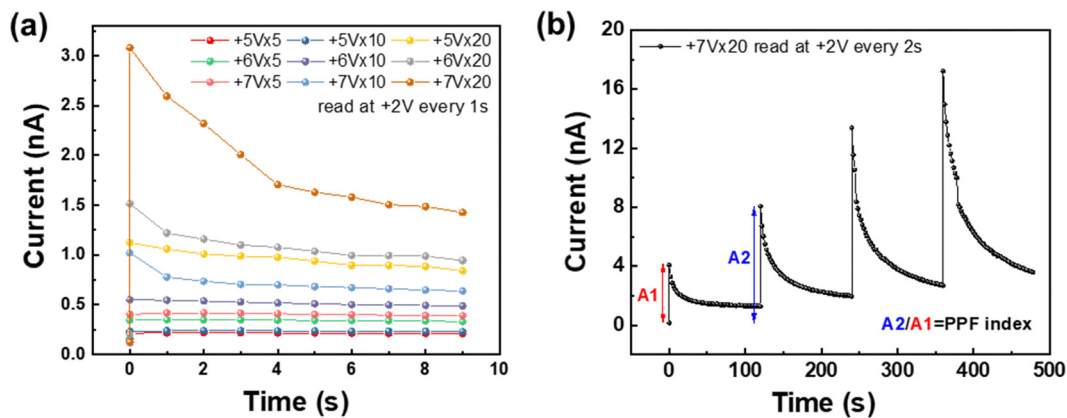 (a)
+5Vx5 +5Vx10 +5Vx20
+6Vx5 +6Vx10 +6Vx20
+7Vx5 +7Vx10 +7Vx20
read at +2V every 1s
3.0
2.5
2.0
1.5
1.0
0.5
0.0
Current (nA)
0 2 4 6 8 10
Time (s)
(b)
+7Vx20 read at +2V every 2s
20
16
12
8
4
0
Current (nA)
A1
A2
A2/A1=PPF index
0 100 200 300 400 500
Time (s)